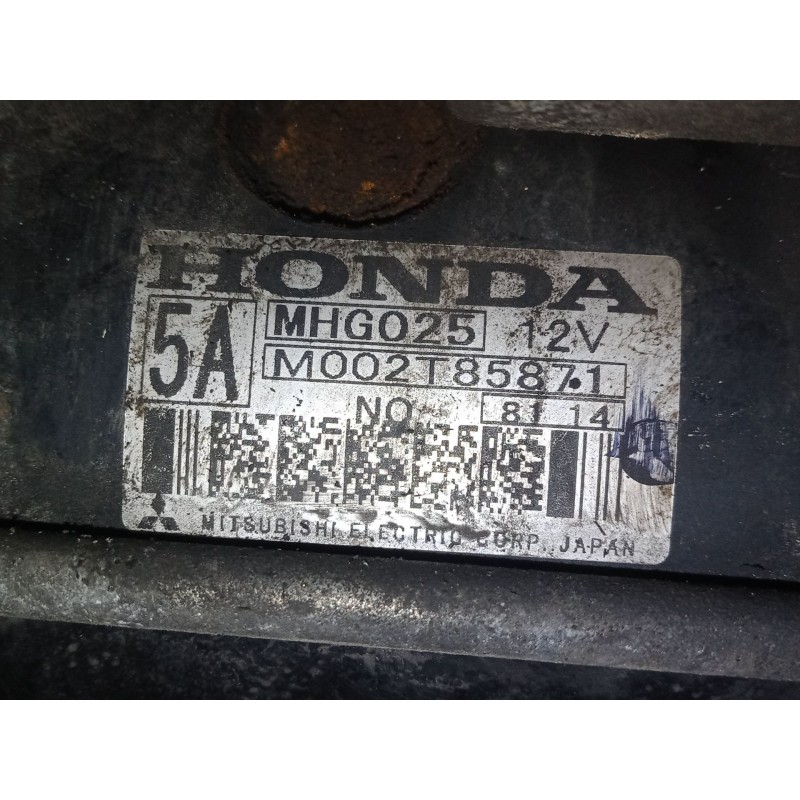 HONDA
5A MHG025 12V
M002T85871
NO 81 14
MITSUBISHI ELECTRIC CORP. JAPAN